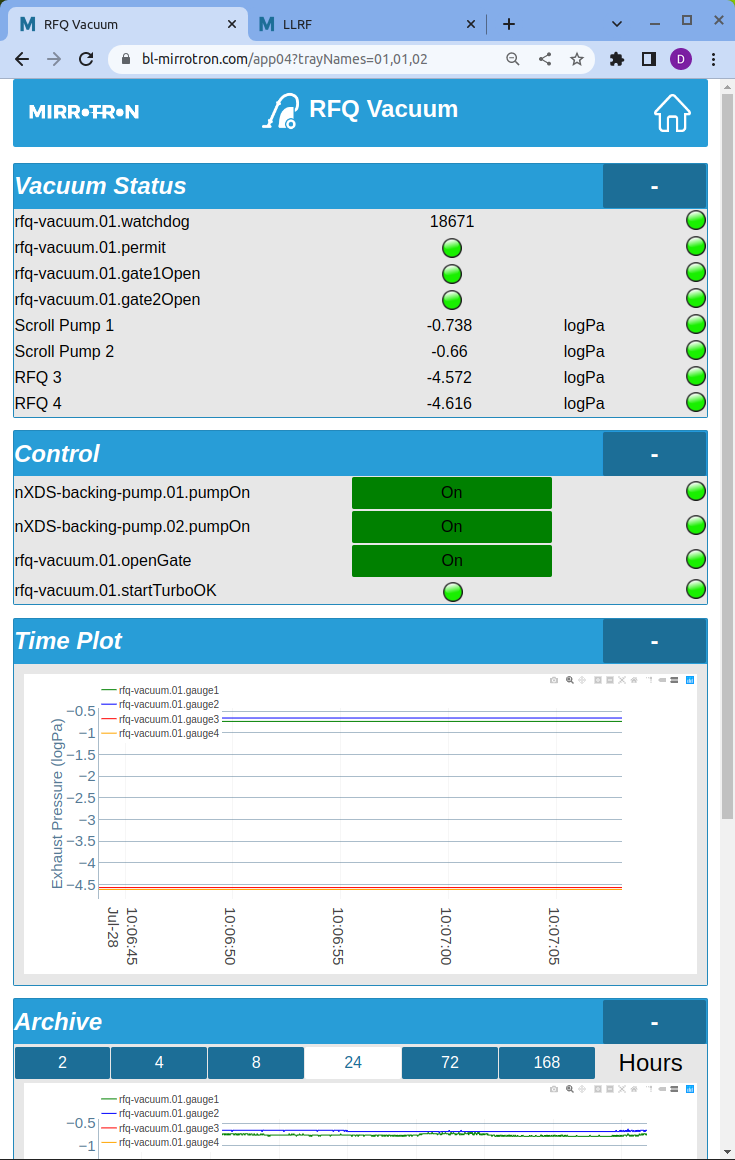 RFQ Vacuum
LLRF
bl-mirrotron.com/app04?trayNames=01,01,02
D
MIRROTRON
RFQ Vacuum
Vacuum Status -
rfq-vacuum.01.watchdog 18671
rfq-vacuum.01.permit
rfq-vacuum.01.gate1Open
rfq-vacuum.01.gate2Open
Scroll Pump 1 -0.738 logPa
Scroll Pump 2 -0.66 logPa
RFQ 3 -4.572 logPa
RFQ 4 -4.616 logPa
Control -
nXDS-backing-pump.01.pumpOn On
nXDS-backing-pump.02.pumpOn On
rfq-vacuum.01.openGate On
rfq-vacuum.01.startTurboOK
Time Plot -
rfq-vacuum.01.gauge1
rfq-vacuum.01.gauge2
rfq-vacuum.01.gauge3
rfq-vacuum.01.gauge4
Exhaust Pressure (logPa)
−0.5
−1
−1.5
−2
−2.5
−3
−3.5
−4
−4.5
10:06:45 10:06:50 10:06:55 10:07:00 10:07:05
Jul-28
Archive -
2 4 8 24 72 168 Hours
rfq-vacuum.01.gauge1
rfq-vacuum.01.gauge2
rfq-vacuum.01.gauge3
rfq-vacuum.01.gauge4
−0.5
−1